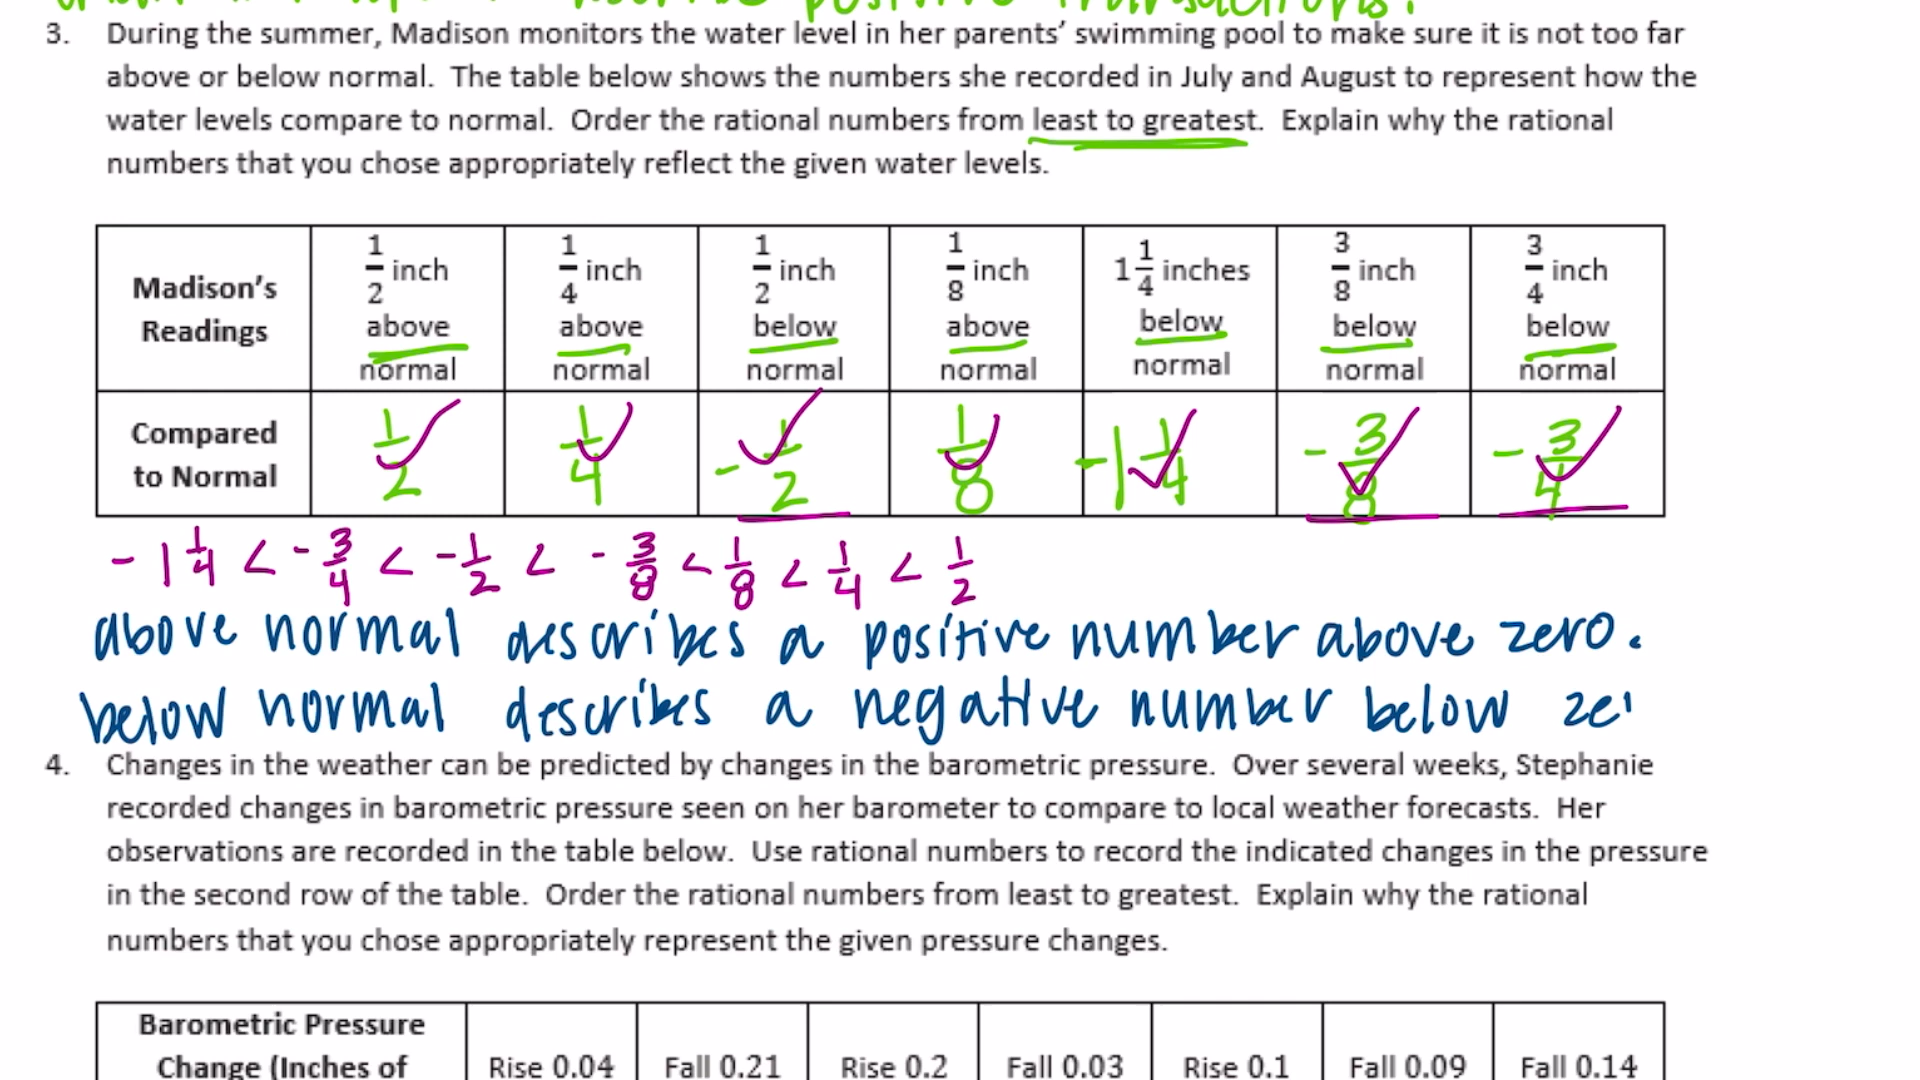 positive transactions.
3. During the summer, Madison monitors the water level in her parents' swimming pool to make sure it is not too far
above or below normal. The table below shows the numbers she recorded in July and August to represent how the
water levels compare to normal. Order the rational numbers from least to greatest. Explain why the rational
numbers that you chose appropriately reflect the given water levels.
Madison's Readings | 1/2 inch above normal | 1/4 inch above normal | 1/2 inch below normal | 1/8 inch above normal | 1 1/4 inches below normal | 3/8 inch below normal | 3/4 inch below normal
Compared to Normal | 1/2 | 1/4 | -1/2 | 1/8 | -1 1/4 | -3/8 | -3/4
-1 1/4 < -3/4 < -1/2 < -3/8 < 1/8 < 1/4 < 1/2
above normal describes a positive number above zero.
below normal describes a negative number below ze
4. Changes in the weather can be predicted by changes in the barometric pressure. Over several weeks, Stephanie
recorded changes in barometric pressure seen on her barometer to compare to local weather forecasts. Her
observations are recorded in the table below. Use rational numbers to record the indicated changes in the pressure
in the second row of the table. Order the rational numbers from least to greatest. Explain why the rational
numbers that you chose appropriately represent the given pressure changes.
Barometric Pressure
Change (Inches of | Rise 0.04 | Fall 0.21 | Rise 0.2 | Fall 0.03 | Rise 0.1 | Fall 0.09 | Fall 0.14